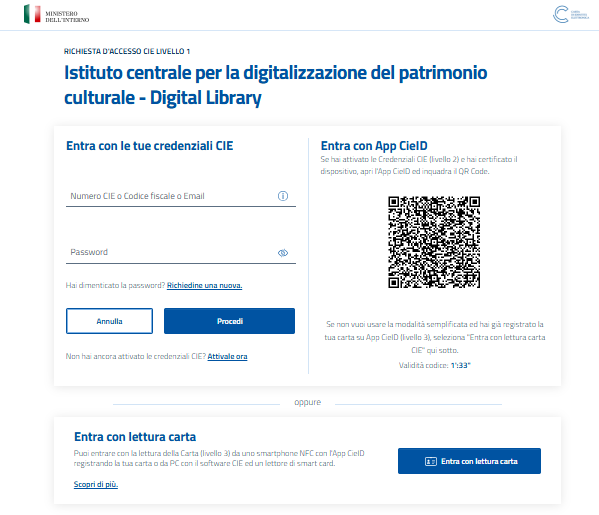 MINISTERO
DELL'INTERNO
RICHIESTA D'ACCESSO CIE LIVELLO 1
Istituto centrale per la digitalizzazione del patrimonio
culturale - Digital Library
Entra con le tue credenziali CIE
Numero CIE o Codice fiscale o Email
Password
Hai dimenticato la password? Richiedine una nuova.
Annulla
Procedi
Non hai ancora attivato le credenziali CIE? Attivale ora
Entra con App CieID
Se hai attivato le Credenziali CIE (livello 2) e hai certificato il
dispositivo, apri l'App CieID ed inquadra il QR Code.
Se non vuoi usare la modalità semplificata ed hai già registrato la
tua carta su App CieID (livello 3), seleziona "Entra con lettura carta
CIE" qui sotto.
Validità codice: 1':33"
oppure
Entra con lettura carta
Puoi entrare con la lettura della Carta (livello 3) da uno smartphone NFC con l'App CieID
registrando la tua carta o da PC con il software CIE ed un lettore di smart card.
Scopri di più.
Entra con lettura carta